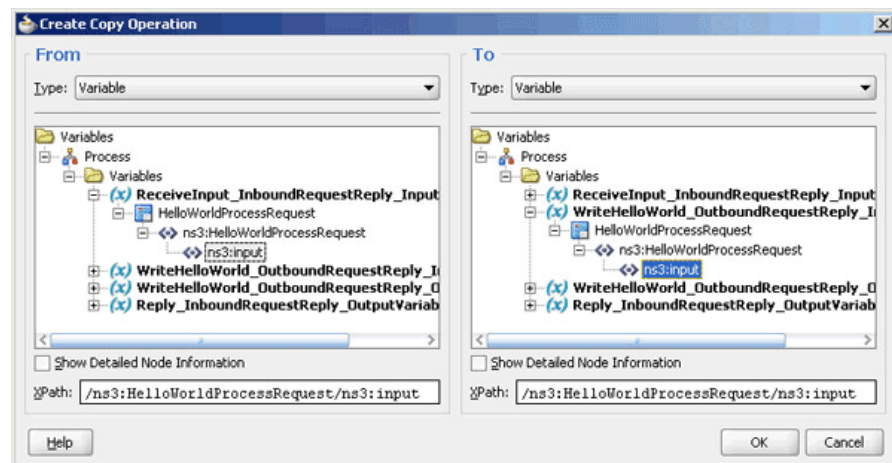 Create Copy Operation
From
Type: Variable
Variables
Process
Variables
(x) ReceiveInput_InboundRequestReply_Input
HelloWorldProcessRequest
ns3:HelloWorldProcessRequest
ns3:input
(x) WriteHelloWorld_OutboundRequestReply_I
(x) WriteHelloWorld_OutboundRequestReply_O
(x) Reply_InboundRequestReply_OutputVariab
Show Detailed Node Information
XPath: /ns3:HelloWorldProcessRequest/ns3:input
To
Type: Variable
Variables
Process
Variables
(x) ReceiveInput_InboundRequestReply_Input
(x) WriteHelloWorld_OutboundRequestReply_I
HelloWorldProcessRequest
ns3:HelloWorldProcessRequest
ns3:input
(x) WriteHelloWorld_OutboundRequestReply_O
(x) Reply_InboundRequestReply_OutputVariab
Show Detailed Node Information
XPath: /ns3:HelloWorldProcessRequest/ns3:input
Help
OK
Cancel